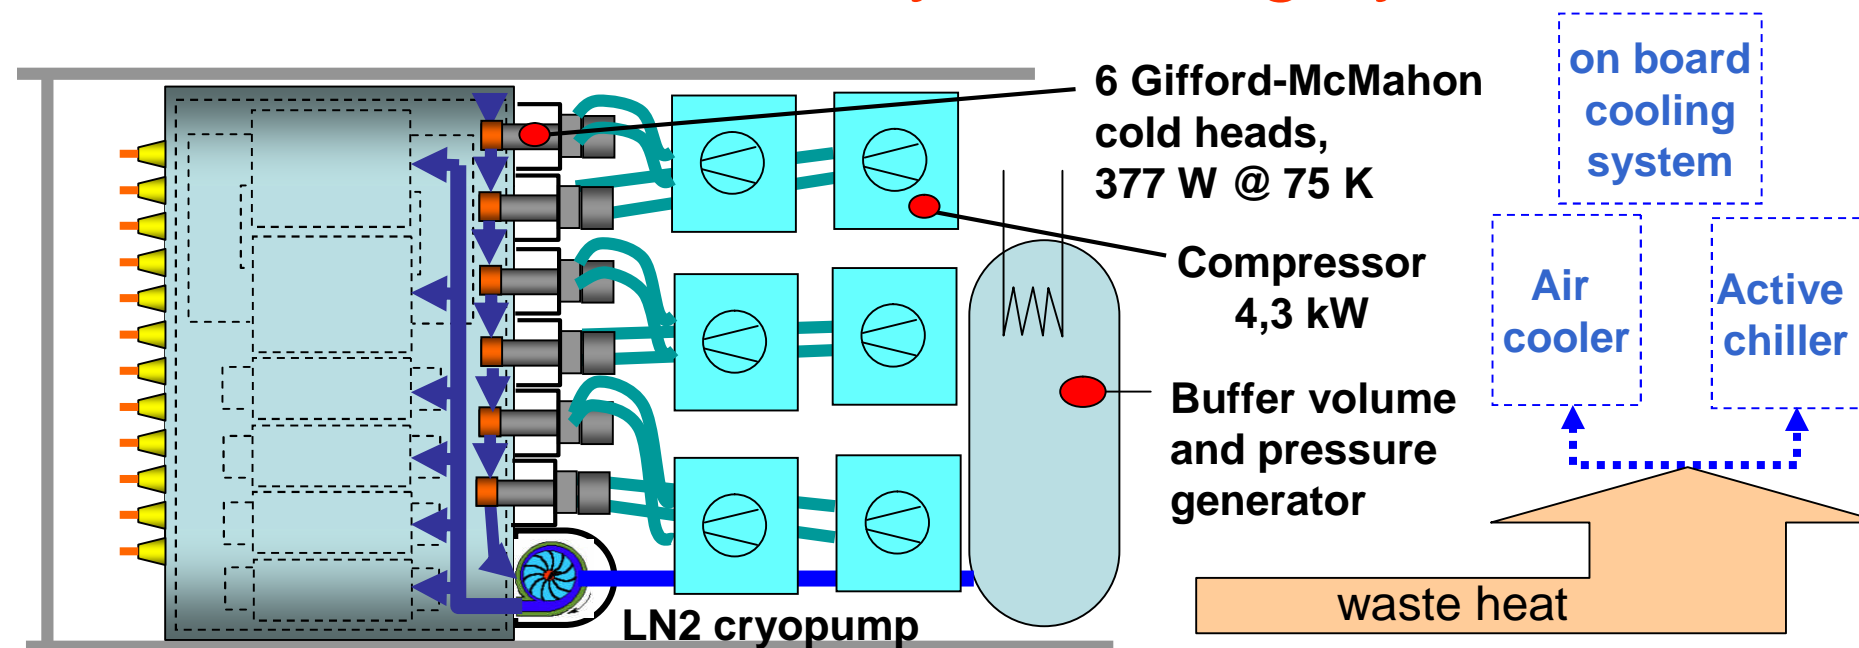 6 Gifford-McMahon
cold heads,
377 W @ 75 K
Compressor
4,3 kW
Buffer volume
and pressure
generator
LN2 cryopump
on board
cooling
system
Air
cooler
Active
chiller
waste heat